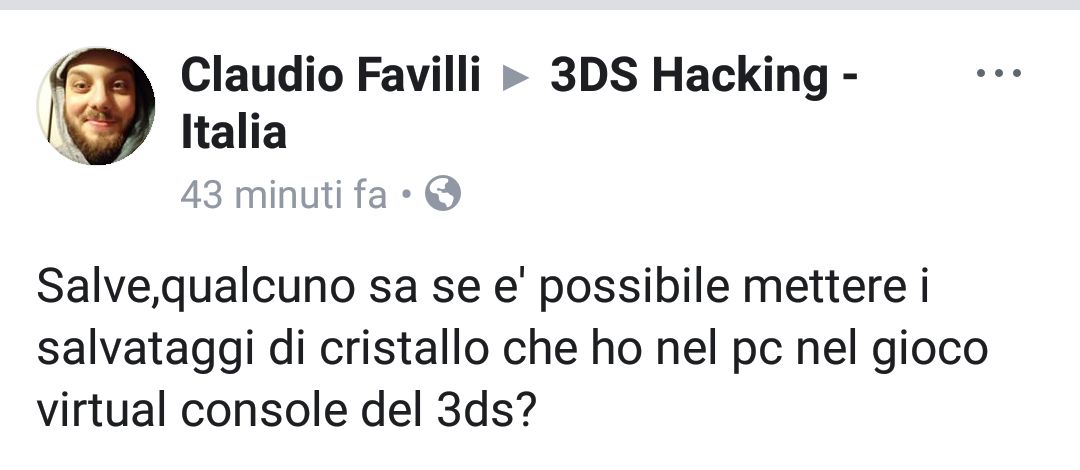 Claudio Favilli ▶ 3DS Hacking -
Italia
43 minuti fa •
Salve,qualcuno sa se e' possibile mettere i
salvataggi di cristallo che ho nel pc nel gioco
virtual console del 3ds?